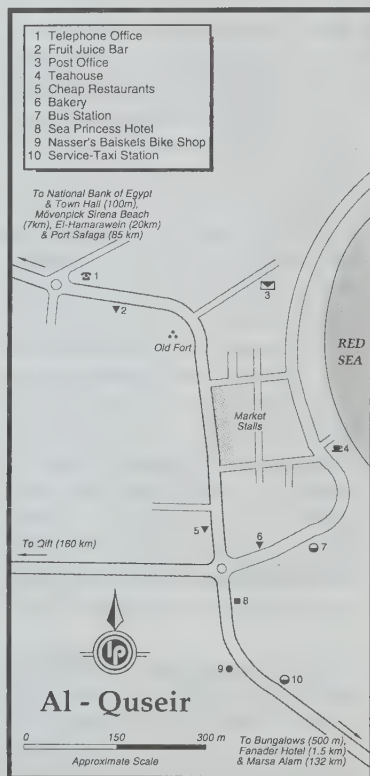 1 Telephone Office
2 Fruit Juice Bar
3 Post Office
4 Teahouse
5 Cheap Restaurants
6 Bakery
7 Bus Station
8 Sea Princess Hotel
9 Nasser's Baiskels Bike Shop
10 Service-Taxi Station
To National Bank of Egypt
& Town Hall (100m),
Mövenpick Sirena Beach
(7km), El-Hamarawein (20km)
& Port Safaga (85 km)
1
2
3
Old Fort
RED
SEA
Market
Stalls
4
5
6
To Qift (160 km)
7
8
LP
9
10
Al - Quseir
0 150 300 m
Approximate Scale
To Bungalows (500 m),
Fanader Hotel (1.5 km)
& Marsa Alam (132 km)